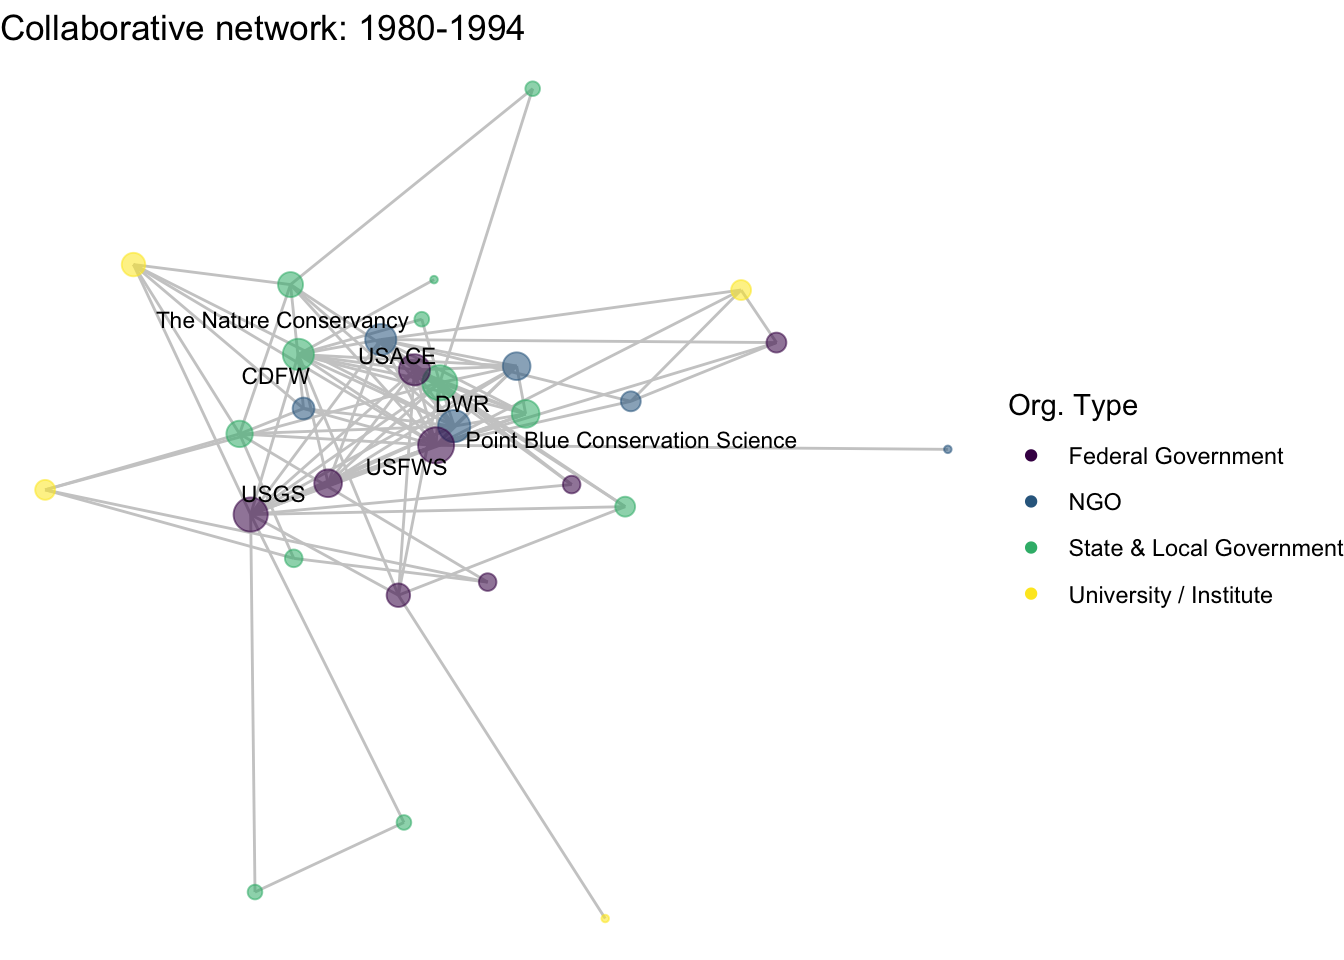 Collaborative network: 1980-1994
The Nature Conservancy
USACE
CDFW
DWR
Point Blue Conservation Science
USFWS
USGS
Org. Type
Federal Government
NGO
State & Local Government
University / Institute